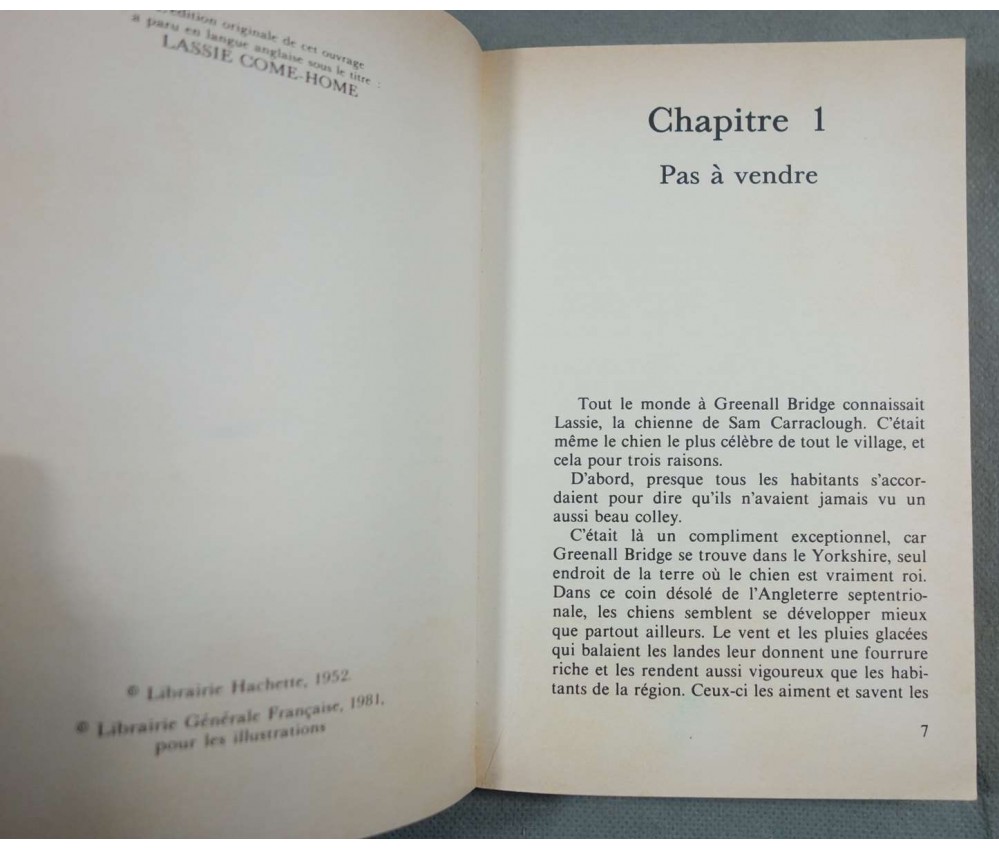 édition originale de cet ouvrage
a paru en langue anglaise sous le titre :
LASSIE COME-HOME
© Librairie Hachette, 1952.
© Librairie Générale Française, 1981,
pour les illustrations
Chapitre 1
Pas à vendre
Tout le monde à Greenall Bridge connaissait
Lassie, la chienne de Sam Carraclough. C'était
même le chien le plus célèbre de tout le village, et
cela pour trois raisons.
D'abord, presque tous les habitants s'accor-
daient pour dire qu'ils n'avaient jamais vu un
aussi beau colley.
C'était là un compliment exceptionnel, car
Greenall Bridge se trouve dans le Yorkshire, seul
endroit de la terre où le chien est vraiment roi.
Dans ce coin désolé de l'Angleterre septentrio-
nale, les chiens semblent se développer mieux
que partout ailleurs. Le vent et les pluies glacées
qui balaient les landes leur donnent une fourrure
riche et les rendent aussi vigoureux que les habi-
tants de la région. Ceux-ci les aiment et savent les
7